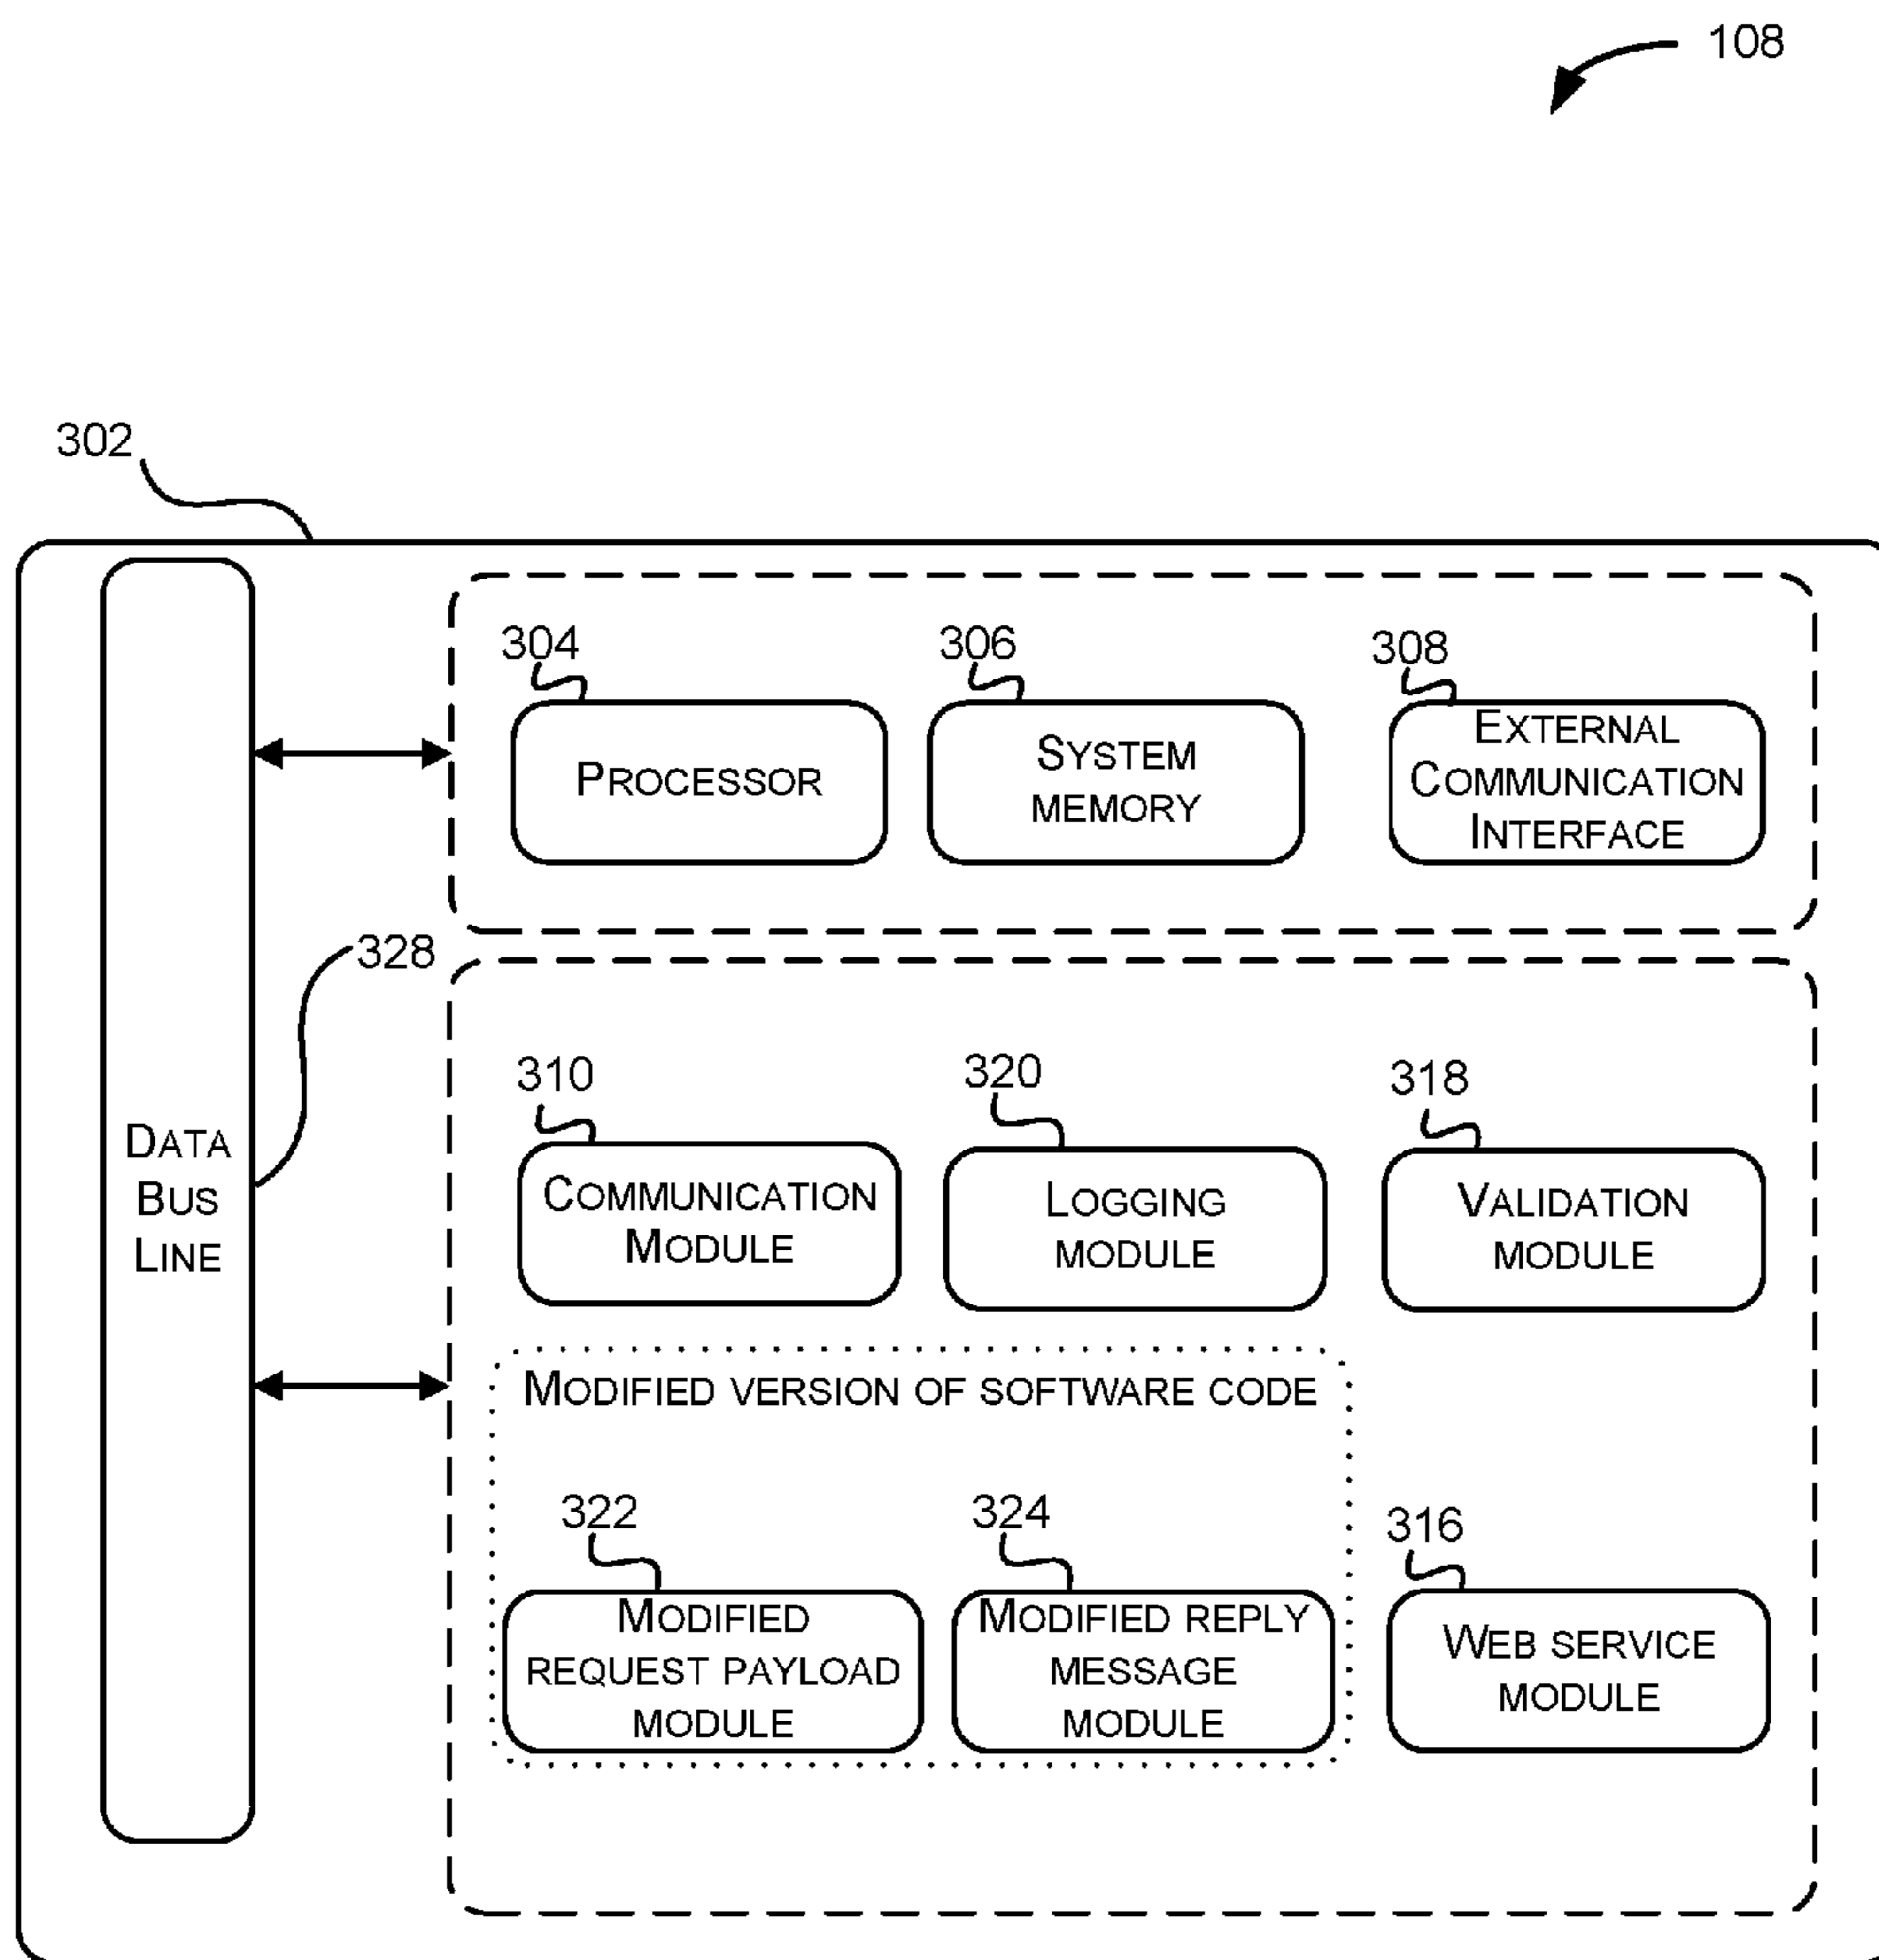 108
302
304
306
308
PROCESSOR
SYSTEM
MEMORY
EXTERNAL
COMMUNICATION
INTERFACE
328
DATA
BUS
LINE
310
320
318
COMMUNICATION
MODULE
LOGGING
MODULE
VALIDATION
MODULE
MODIFIED VERSION OF SOFTWARE CODE
322
324
316
MODIFIED
REQUEST PAYLOAD
MODULE
MODIFIED REPLY
MESSAGE
MODULE
WEB SERVICE
MODULE